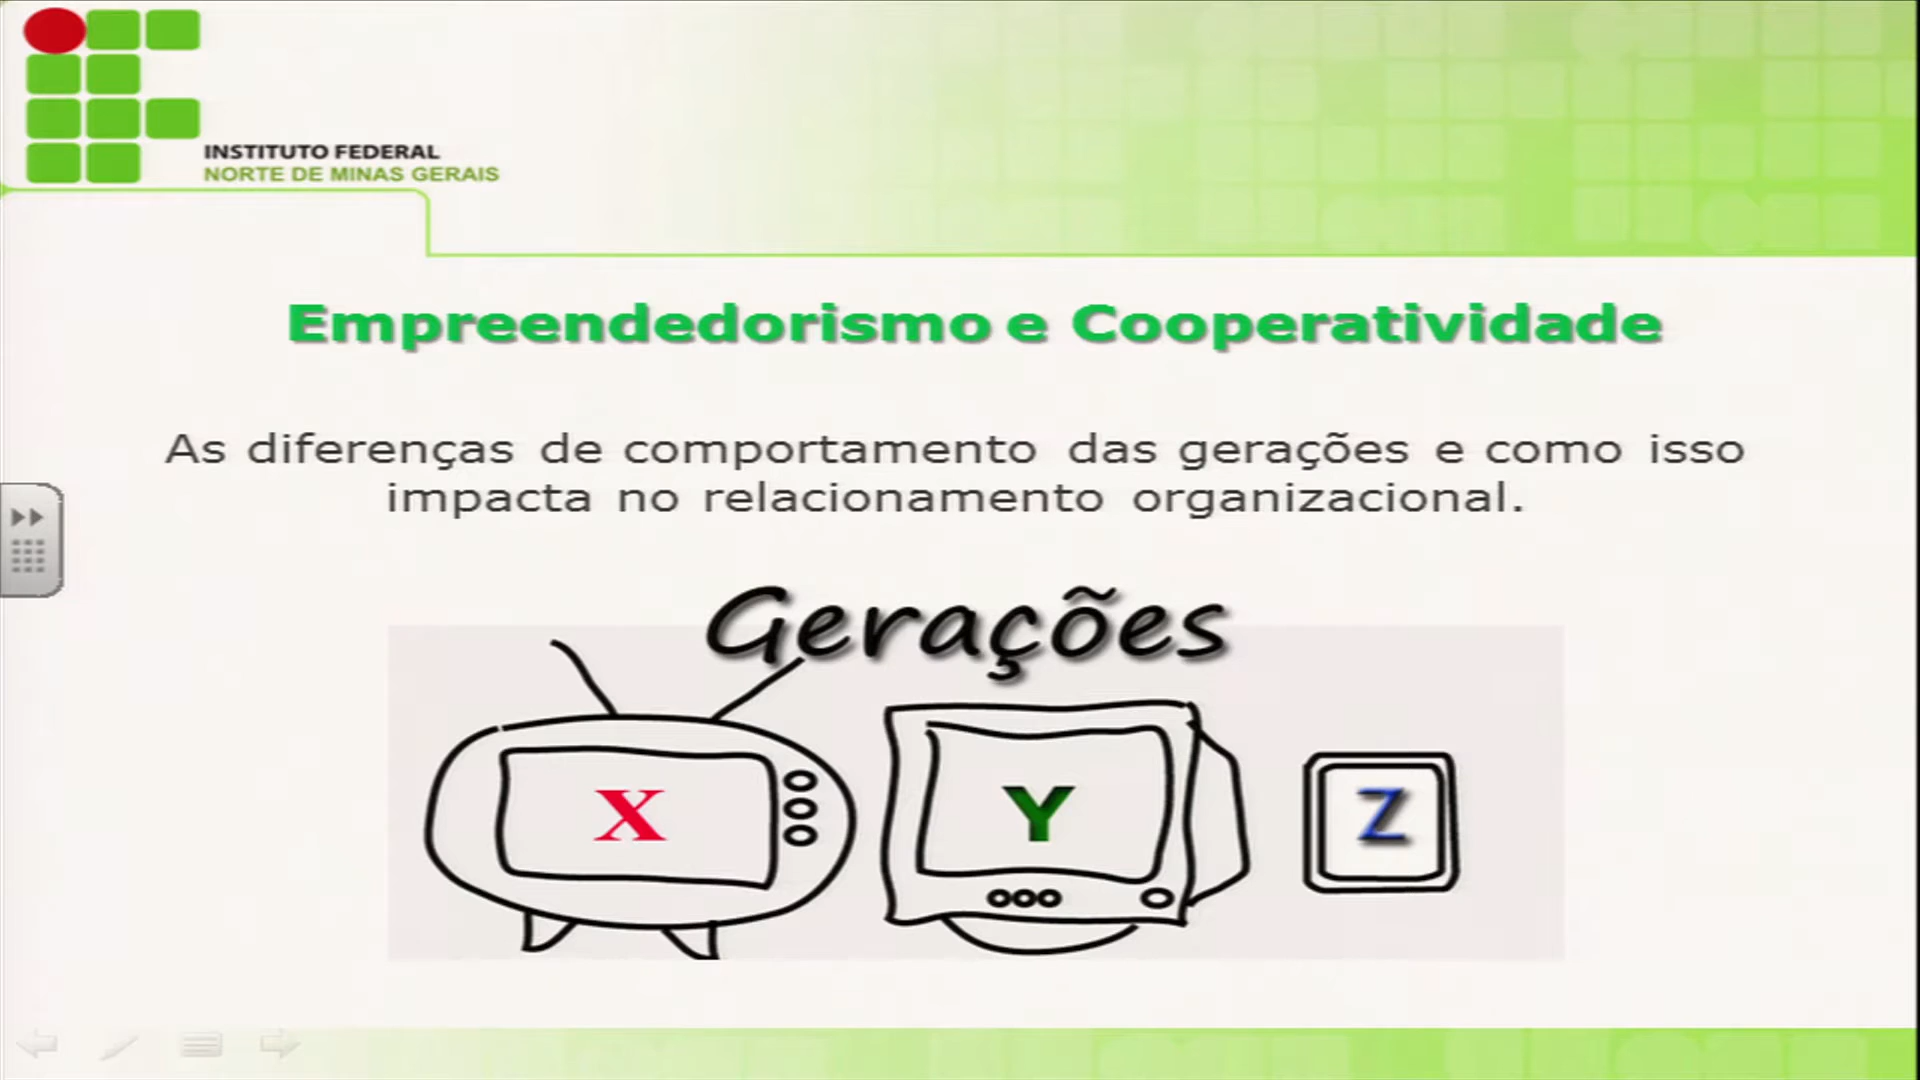 INSTITUTO FEDERAL
NORTE DE MINAS GERAIS
Empreendedorismo e Cooperatividade
As diferenças de comportamento das gerações e como isso
impacta no relacionamento organizacional.
Gerações
X Y Z